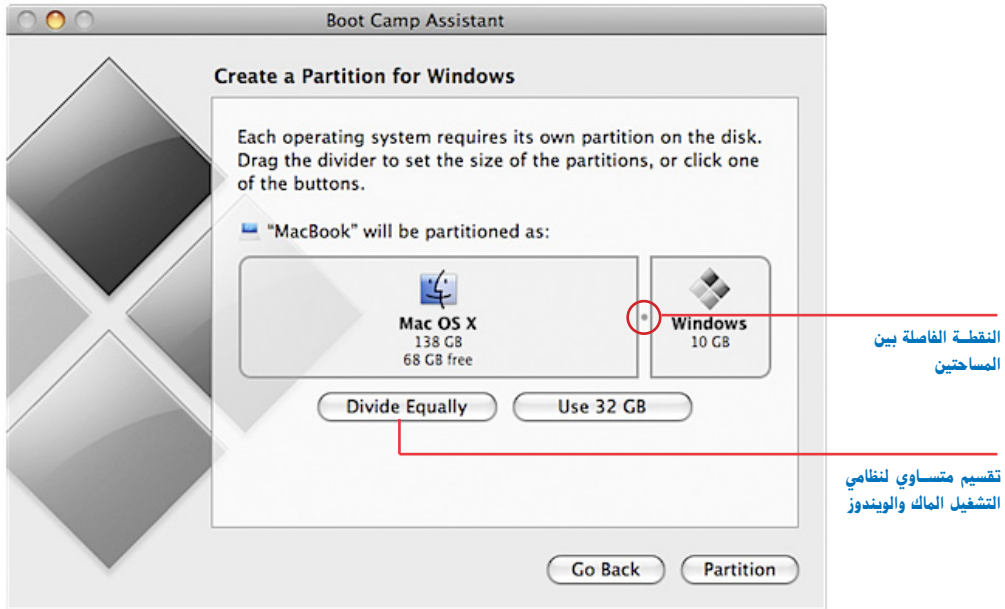 Boot Camp Assistant
Create a Partition for Windows
Each operating system requires its own partition on the disk.
Drag the divider to set the size of the partitions, or click one
of the buttons.
“MacBook” will be partitioned as:
Mac OS X
138 GB
68 GB free
Windows
10 GB
النقطــة الفاصلة بين
المساحتين
Divide Equally
Use 32 GB
تقسيم متســاوي لنظامي
التشغيل الماك والويندوز
Go Back
Partition